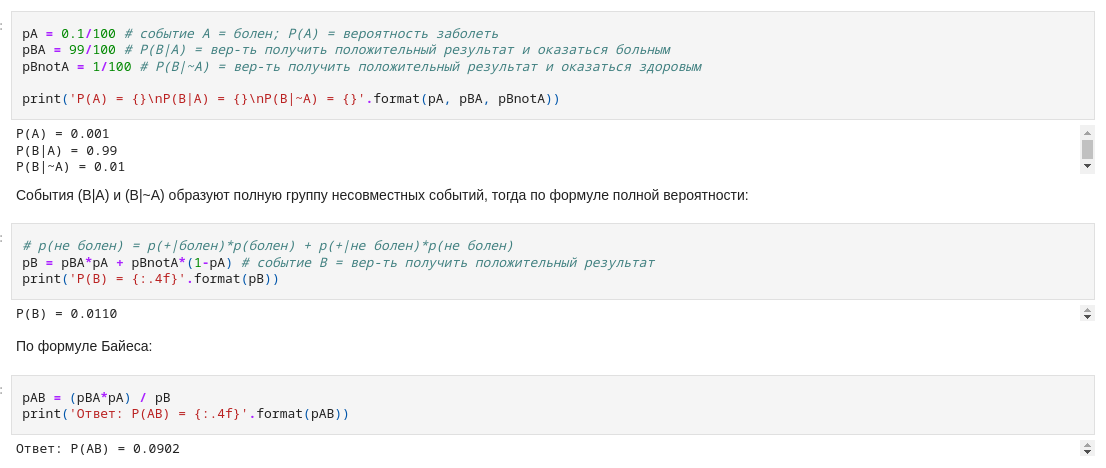 pA = 0.1/100 # событие A = болен; P(A) = вероятность заболеть
pBA = 99/100 # P(B|A) = вер-ть получить положительный результат и оказаться больным
pBnotA = 1/100 # P(B|~A) = вер-ть получить положительный результат и оказаться здоровым
print('P(A) = {}\nP(B|A) = {}\nP(B|~A) = {}'.format(pA, pBA, pBnotA))
P(A) = 0.001
P(B|A) = 0.99
P(B|~A) = 0.01
События (B|A) и (B|~A) образуют полную группу несовместных событий, тогда по формуле полной вероятности:
# p(не болен) = p(+|болен)*p(болен) + p(+|не болен)*p(не болен)
pB = pBA*pA + pBnotA*(1-pA) # событие B = вер-ть получить положительный результат
print('P(B) = {:.4f}'.format(pB))
P(B) = 0.0110
По формуле Байеса:
pAB = (pBA*pA) / pB
print('Ответ: P(AB) = {:.4f}'.format(pAB))
Ответ: P(AB) = 0.0902